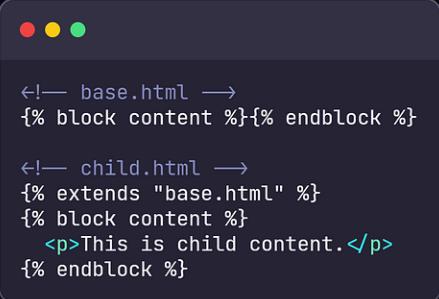 <!-- base.html -->
{% block content %}{% endblock %}
<!-- child.html -->
{% extends "base.html" %}
{% block content %}
<p>This is child content.</p>
{% endblock %}